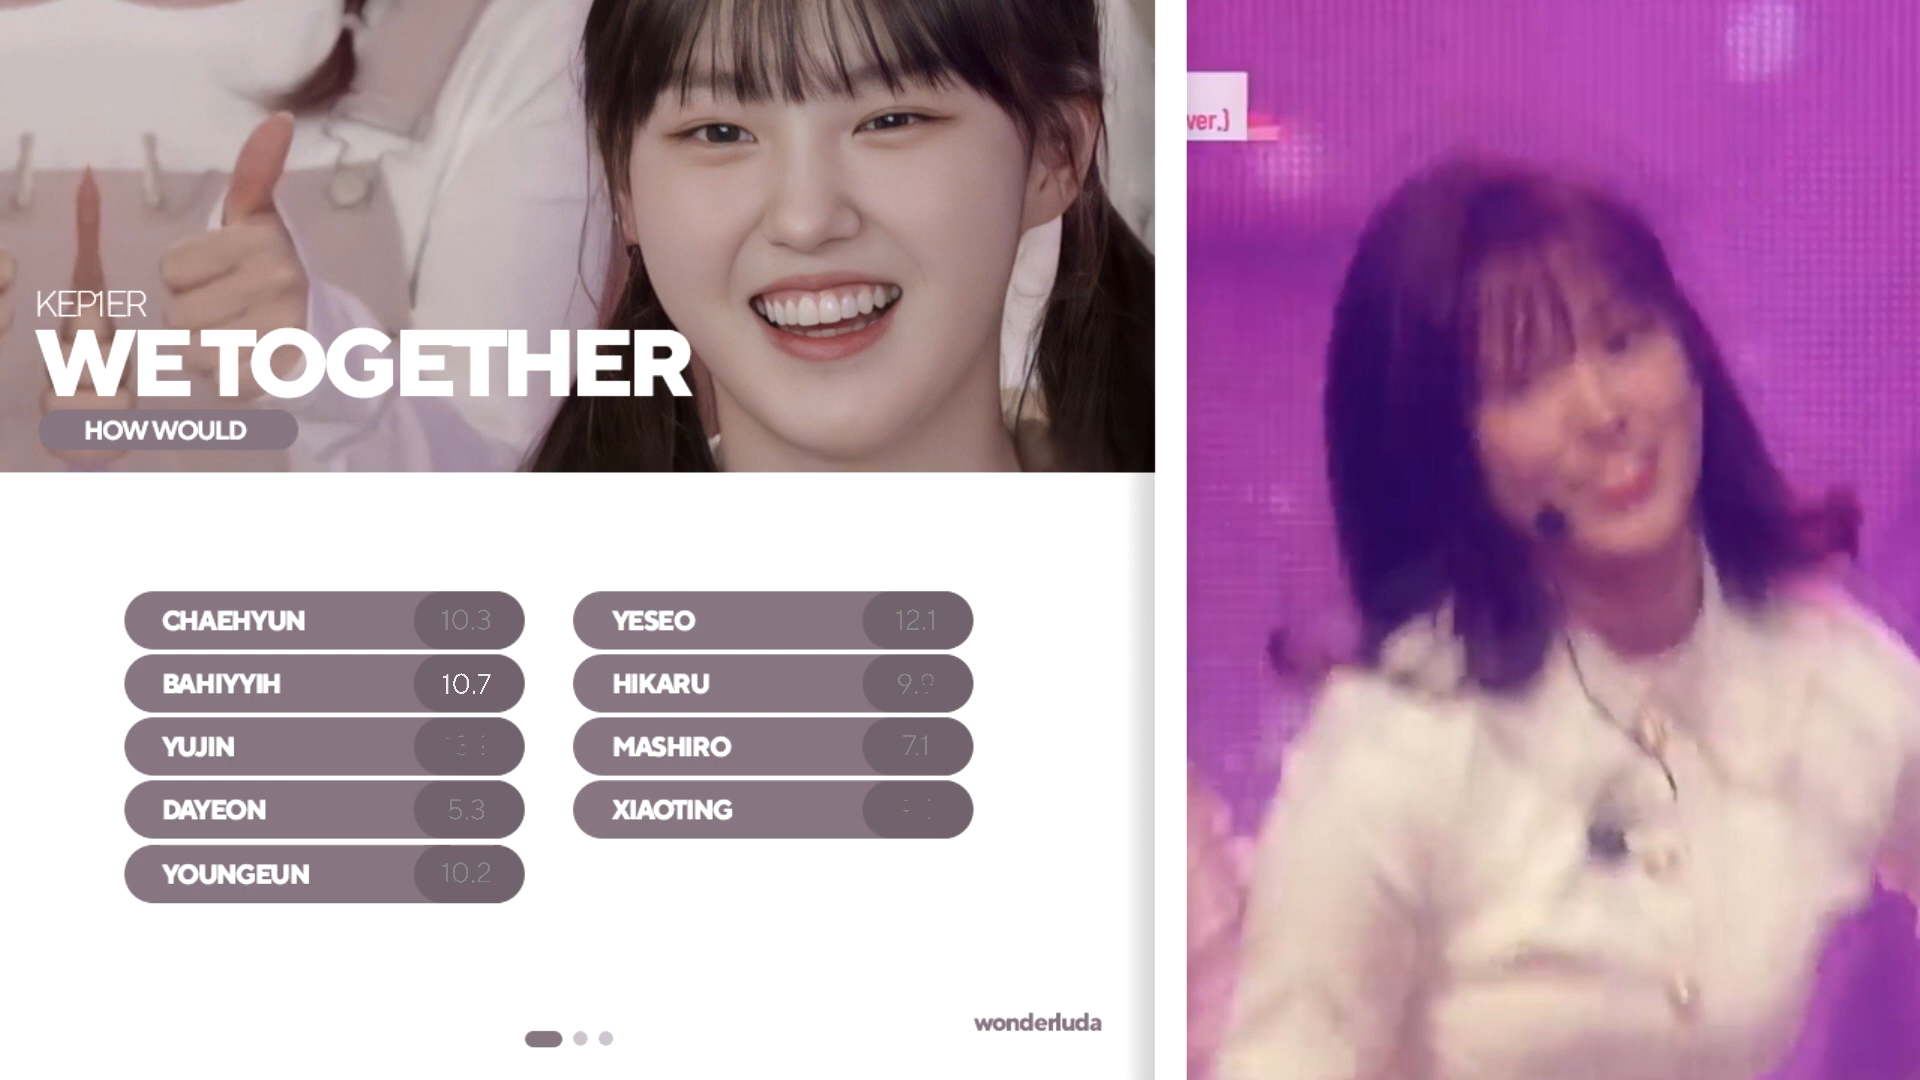 KEP1ER
WE TOGETHER
HOW WOULD
CHAEHYUN 10.3
BAHIYYIH 10.7
YUJIN
DAYEON 5.3
YOUNGEUN 10.2
YESEO 12.1
HIKARU
MASHIRO 7.1
XIAOTING
wonderluda
ver.)